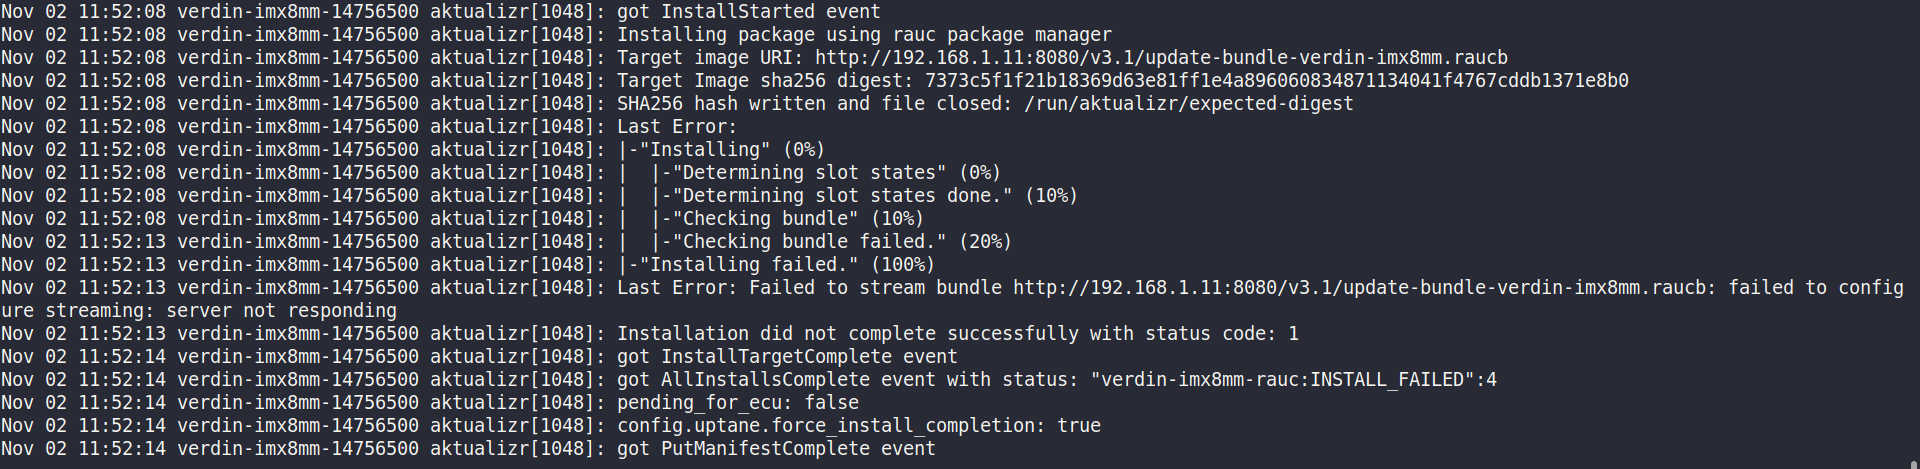 Nov 02 11:52:08 verdin-imx8mm-14756500 aktualizr[1048]: got InstallStarted event
Nov 02 11:52:08 verdin-imx8mm-14756500 aktualizr[1048]: Installing package using rauc package manager
Nov 02 11:52:08 verdin-imx8mm-14756500 aktualizr[1048]: Target image URI: http://192.168.1.11:8080/v3.1/update-bundle-verdin-imx8mm.raucb
Nov 02 11:52:08 verdin-imx8mm-14756500 aktualizr[1048]: Target Image sha256 digest: 7373c5f1f21b18369d63e81ff1e4a896060834871134041f4767cddb1371e8b0
Nov 02 11:52:08 verdin-imx8mm-14756500 aktualizr[1048]: SHA256 hash written and file closed: /run/aktualizr/expected-digest
Nov 02 11:52:08 verdin-imx8mm-14756500 aktualizr[1048]: Last Error:
Nov 02 11:52:08 verdin-imx8mm-14756500 aktualizr[1048]: |-"Installing" (0%)
Nov 02 11:52:08 verdin-imx8mm-14756500 aktualizr[1048]: |  |-"Determining slot states" (0%)
Nov 02 11:52:08 verdin-imx8mm-14756500 aktualizr[1048]: |  |-"Determining slot states done." (10%)
Nov 02 11:52:08 verdin-imx8mm-14756500 aktualizr[1048]: |  |-"Checking bundle" (10%)
Nov 02 11:52:13 verdin-imx8mm-14756500 aktualizr[1048]: |  |-"Checking bundle failed." (20%)
Nov 02 11:52:13 verdin-imx8mm-14756500 aktualizr[1048]: |-"Installing failed." (100%)
Nov 02 11:52:13 verdin-imx8mm-14756500 aktualizr[1048]: Last Error: Failed to stream bundle http://192.168.1.11:8080/v3.1/update-bundle-verdin-imx8mm.raucb: failed to config
ure streaming: server not responding
Nov 02 11:52:13 verdin-imx8mm-14756500 aktualizr[1048]: Installation did not complete successfully with status code: 1
Nov 02 11:52:14 verdin-imx8mm-14756500 aktualizr[1048]: got InstallTargetComplete event
Nov 02 11:52:14 verdin-imx8mm-14756500 aktualizr[1048]: got AllInstallsComplete event with status: "verdin-imx8mm-rauc:INSTALL_FAILED":4
Nov 02 11:52:14 verdin-imx8mm-14756500 aktualizr[1048]: pending_for_ecu: false
Nov 02 11:52:14 verdin-imx8mm-14756500 aktualizr[1048]: config.uptane.force_install_completion: true
Nov 02 11:52:14 verdin-imx8mm-14756500 aktualizr[1048]: got PutManifestComplete event